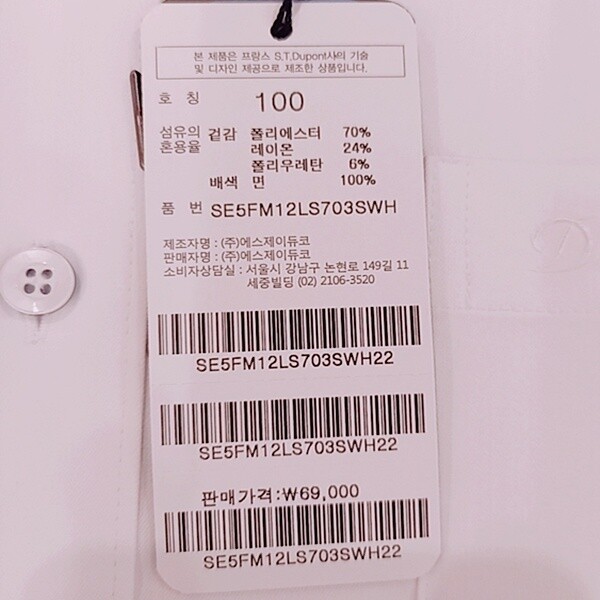 본 제품은 프랑스 S.T.Dupont사의 기술
및 디자인 제공으로 제조한 상품입니다.
호 칭 100
섬유의 겉감 폴리에스터 70%
혼용율 레이온 24%
폴리우레탄 6%
배색 면 100%
품 번 SE5FM12LS703SWH
제조자명 : (주)에스제이듀코
판매자명 : (주)에스제이듀코
소비자상담실 : 서울시 강남구 논현로 149길 11
세중빌딩 (02) 2106-3520
SE5FM12LS703SWH22
SE5FM12LS703SWH22
판매가격:₩69,000
SE5FM12LS703SWH22